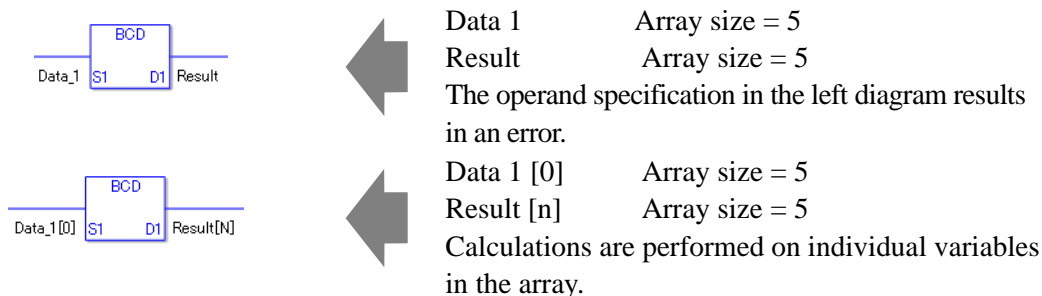 BCD
Data_1 S1 D1 Result
Data 1 Array size = 5
Result Array size = 5
The operand specification in the left diagram results
in an error.
BCD
Data_1[0] S1 D1 Result[N]
Data 1 [0] Array size = 5
Result [n] Array size = 5
Calculations are performed on individual variables
in the array.